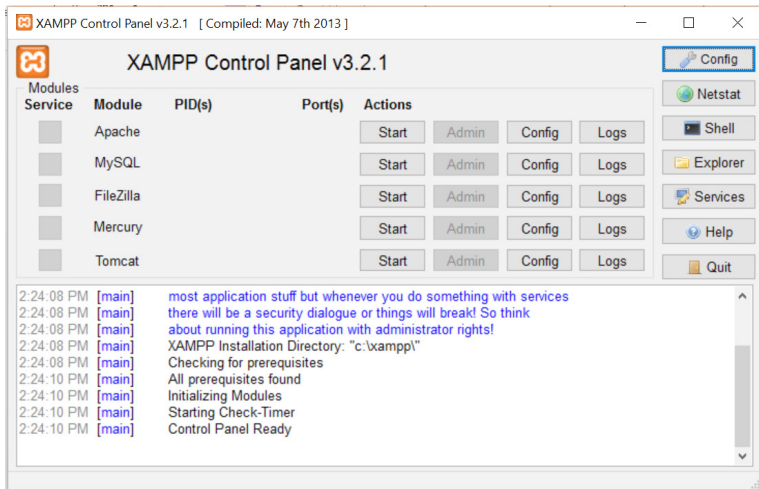 XAMPP Control Panel v3.2.1 [ Compiled: May 7th 2013 ]
XAMPP Control Panel v3.2.1
Config
Modules
Netstat
Service Module PID(s) Port(s) Actions
Apache Start Admin Config Logs
Shell
MySQL Start Admin Config Logs
Explorer
FileZilla Start Admin Config Logs
Services
Mercury Start Admin Config Logs
Help
Tomcat Start Admin Config Logs
Quit
2:24:08 PM [main] most application stuff but whenever you do something with services
2:24:08 PM [main] there will be a security dialogue or things will break! So think
2:24:08 PM [main] about running this application with administrator rights!
2:24:08 PM [main] XAMPP Installation Directory: "c:\xampp\"
2:24:08 PM [main] Checking for prerequisites
2:24:10 PM [main] All prerequisites found
2:24:10 PM [main] Initializing Modules
2:24:10 PM [main] Starting Check-Timer
2:24:10 PM [main] Control Panel Ready